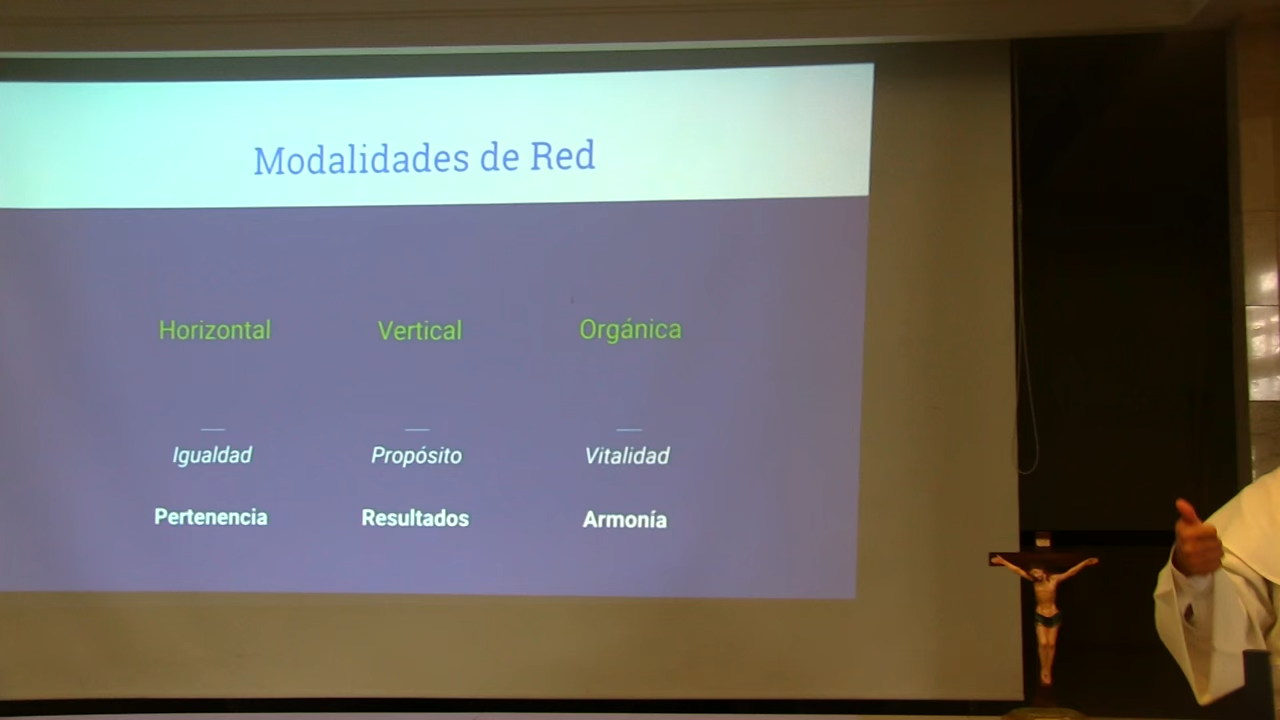 Modalidades de Red
Horizontal Vertical Orgánica
Igualdad Propósito Vitalidad
Pertenencia Resultados Armonía